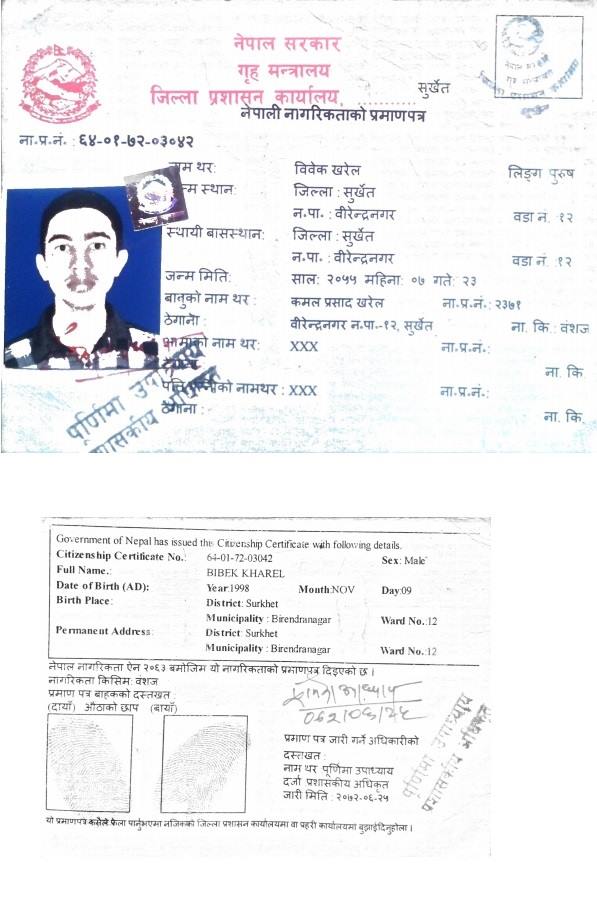 नेपाल सरकार
गृह मन्त्रालय
जिल्ला प्रशासन कार्यालय, ............ सुर्खेत
नेपाली नागरिकताको प्रमाणपत्र
ना.प्र.नं. : ६४-०१-७२-०३०४२
नाम थर: विवेक खरेल लिङ्ग पुरुष
जन्म स्थान: जिल्ला : सुर्खेत
न.पा. : वीरेन्द्रनगर वडा नं. १२
स्थायी बासस्थान: जिल्ला : सुर्खेत
न.पा. : वीरेन्द्रनगर वडा नं. १२
जन्म मिति: साल: २०५५ महिना: ०७ गते: २३
बाबुको नाम थर : कमल प्रसाद खरेल ना.प्र.नं.: २३७१
ठेगाना : वीरेन्द्रनगर न.पा.-१२, सुर्खेत ना. कि : वंशज
आमाको नाम थर: XXX ना.प्र.नं.:
ना. कि
पति/पत्नीको नामथर : XXX ना.प्र.नं.:
ठेगाना : ना. कि.
पूर्णिमा उपाध्याय
प्रशासकीय अधिकृत
Government of Nepal has issued this Citizenship Certificate with following details.
Citizenship Certificate No.: 64-01-72-03042 Sex: Male
Full Name.: BIBEK KHAREL
Date of Birth (AD): Year:1998 Month:NOV Day:09
Birth Place: District: Surkhet
Municipality : Birendranagar Ward No.:12
Permanent Address: District: Surkhet
Municipality : Birendranagar Ward No.:12
नेपाल नागरिकता ऐन २०६३ बमोजिम यो नागरिकताको प्रमाणपत्र दिइएको छ ।
नागरिकता किसिम: वंशज
प्रमाण पत्र बाहकको दस्तखत :
(दायाँ) औंठाको छाप (बायाँ)
प्रमाण पत्र जारी गर्ने अधिकारीको
दस्तखत :
नाम थर पूर्णिमा उपाध्याय
दर्जा प्रशासकीय अधिकृत
जारी मिति : २०७२-०६-२५
पूर्णिमा उपाध्याय
प्रशासकीय अधिकृत
यो प्रमाणपत्र कसैले फेला पार्नुभएमा नजिकको जिल्ला प्रशासन कार्यालयमा वा प्रहरी कार्यालयमा बुझाईदिनुहोला ।